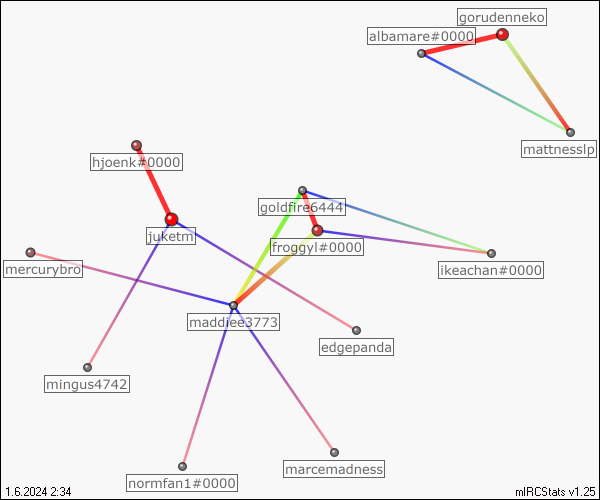 gorudenneko
albamare#0000
mattnesslp
hjoenk#0000
goldfire6444
juketm
froggyl#0000
mercurybro
ikeachan#0000
maddiee3773
edgepanda
mingus4742
marcemadness
normfan1#0000
1.6.2024 2:34
mIRCStats v1.25